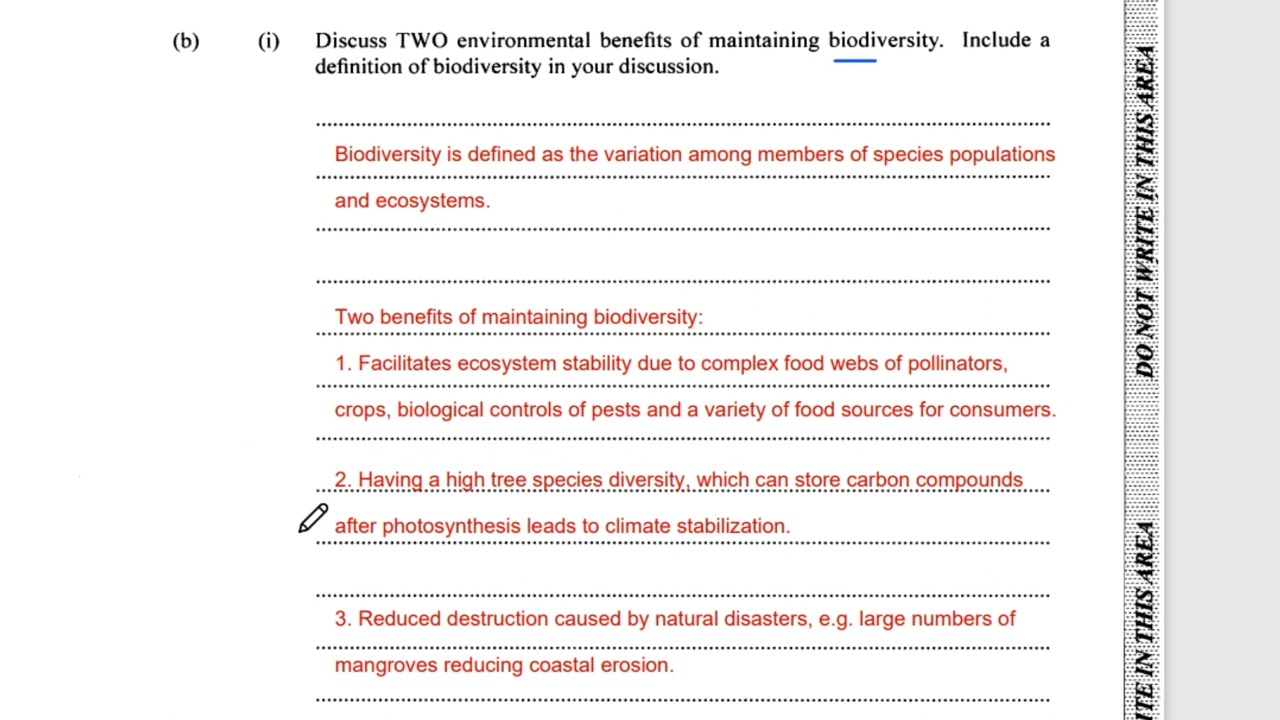 (b) (i) Discuss TWO environmental benefits of maintaining biodiversity. Include a
definition of biodiversity in your discussion.
Biodiversity is defined as the variation among members of species populations
and ecosystems.
Two benefits of maintaining biodiversity:
1. Facilitates ecosystem stability due to complex food webs of pollinators,
crops, biological controls of pests and a variety of food sources for consumers.
2. Having a high tree species diversity, which can store carbon compounds
after photosynthesis leads to climate stabilization.
3. Reduced destruction caused by natural disasters, e.g. large numbers of
mangroves reducing coastal erosion.
DO NOT WRITE IN THIS AREA
ITE IN THIS AREA